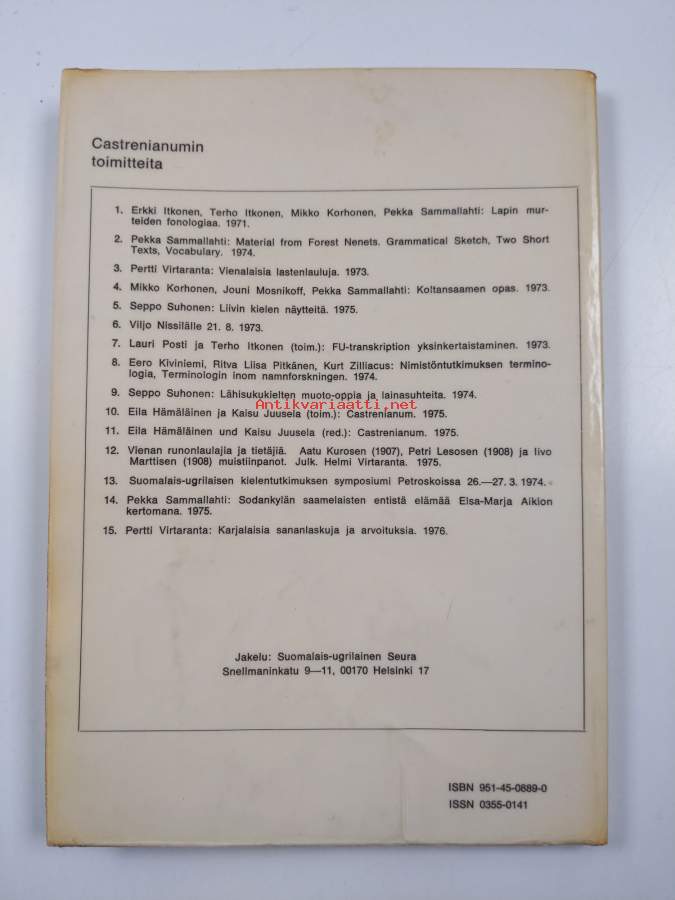 Castrenianumin
toimitteita
1. Erkki Itkonen, Terho Itkonen, Mikko Korhonen, Pekka Sammallahti: Lapin mur-
teiden fonologiaa. 1971.
2. Pekka Sammallahti: Material from Forest Nenets. Grammatical Sketch, Two Short
Texts, Vocabulary. 1974.
3. Pertti Virtaranta: Vienalaisia lastenlauluja. 1973.
4. Mikko Korhonen, Jouni Mosnikoff, Pekka Sammallahti: Koltansaamen opas. 1973.
5. Seppo Suhonen: Liivin kielen näytteitä. 1975.
6. Viljo Nissilälle 21. 8. 1973.
7. Lauri Posti ja Terho Itkonen (toim.): FU-transkription yksinkertaistaminen. 1973.
8. Eero Kiviniemi, Ritva Liisa Pitkänen, Kurt Zilliacus: Nimistöntutkimuksen termino-
logia, Terminologin inom namnforskningen. 1974.
9. Seppo Suhonen: Lähisukukielten muoto-oppia ja lainasuhteita. 1974.
Antikvariaatti.net
10. Eila Hämäläinen ja Kaisu Juusela (toim.): Castrenianum. 1975.
11. Eila Hämäläinen und Kaisu Juusela (red.): Castrenianum. 1975.
12. Vienan runonlaulajia ja tietäjiä. Aatu Kurosen (1907), Petri Lesosen (1908) ja Iivo
Marttisen (1908) muistiinpanot. Julk. Helmi Virtaranta. 1975.
13. Suomalais-ugrilaisen kielentutkimuksen symposiumi Petroskoissa 26.—27. 3. 1974.
14. Pekka Sammallahti: Sodankylän saamelaisten entistä elämää Elsa-Marja Aikion
kertomana. 1975.
15. Pertti Virtaranta: Karjalaisia sananlaskuja ja arvoituksia. 1976.
Jakelu: Suomalais-ugrilainen Seura
Snellmaninkatu 9—11, 00170 Helsinki 17
ISBN 951-45-0889-0
ISSN 0355-0141